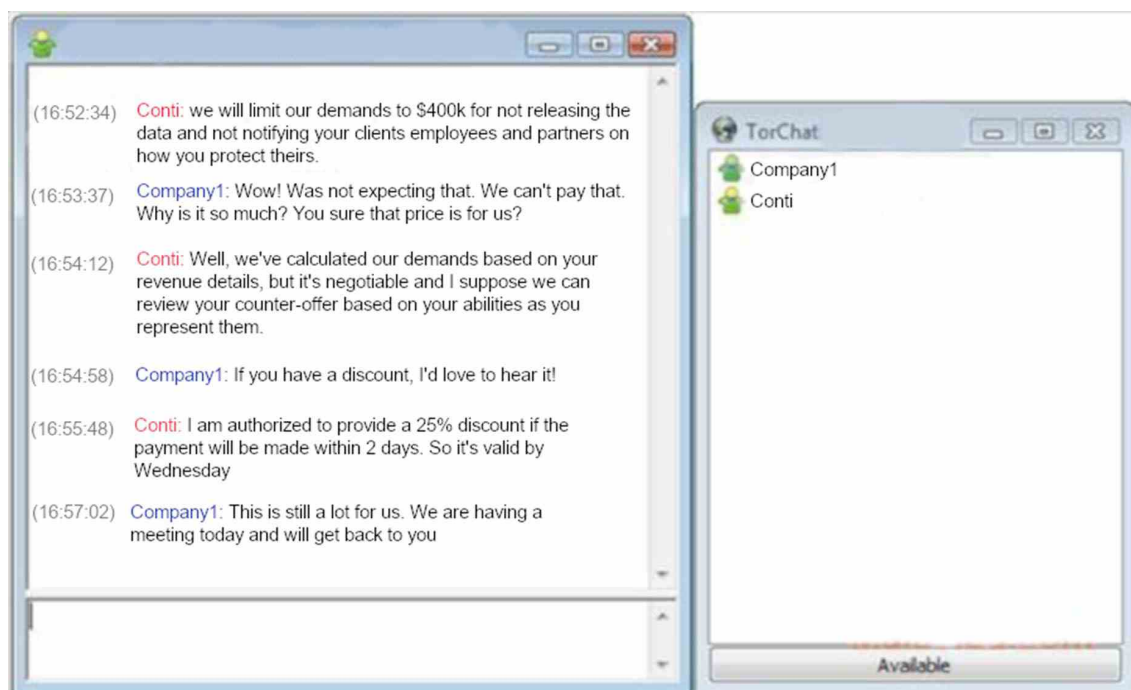 (16:52:34) Conti: we will limit our demands to $400k for not releasing the
data and not notifying your clients employees and partners on
how you protect theirs.
(16:53:37) Company1: Wow! Was not expecting that. We can't pay that.
Why is it so much? You sure that price is for us?
(16:54:12) Conti: Well, we've calculated our demands based on your
revenue details, but it's negotiable and I suppose we can
review your counter-offer based on your abilities as you
represent them.
(16:54:58) Company1: If you have a discount, I'd love to hear it!
(16:55:48) Conti: I am authorized to provide a 25% discount if the
payment will be made within 2 days. So it's valid by
Wednesday
(16:57:02) Company1: This is still a lot for us. We are having a
meeting today and will get back to you
TorChat
Company1
Conti
Available